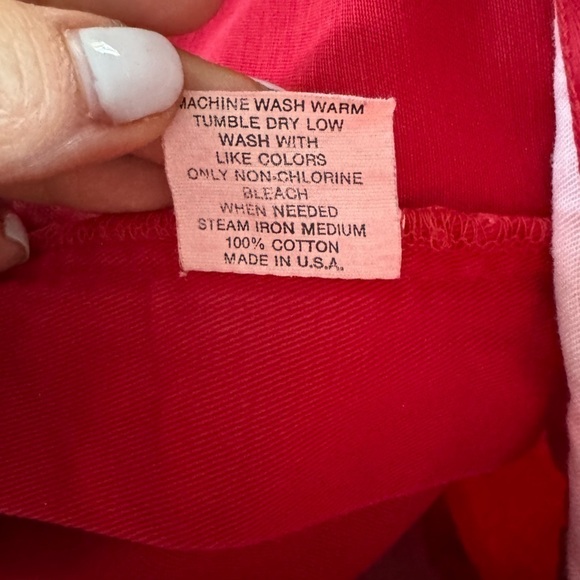 MACHINE WASH WARM
TUMBLE DRY LOW
WASH WITH
LIKE COLORS
ONLY NON-CHLORINE
BLEACH
WHEN NEEDED
STEAM IRON MEDIUM
100% COTTON
MADE IN U.S.A.